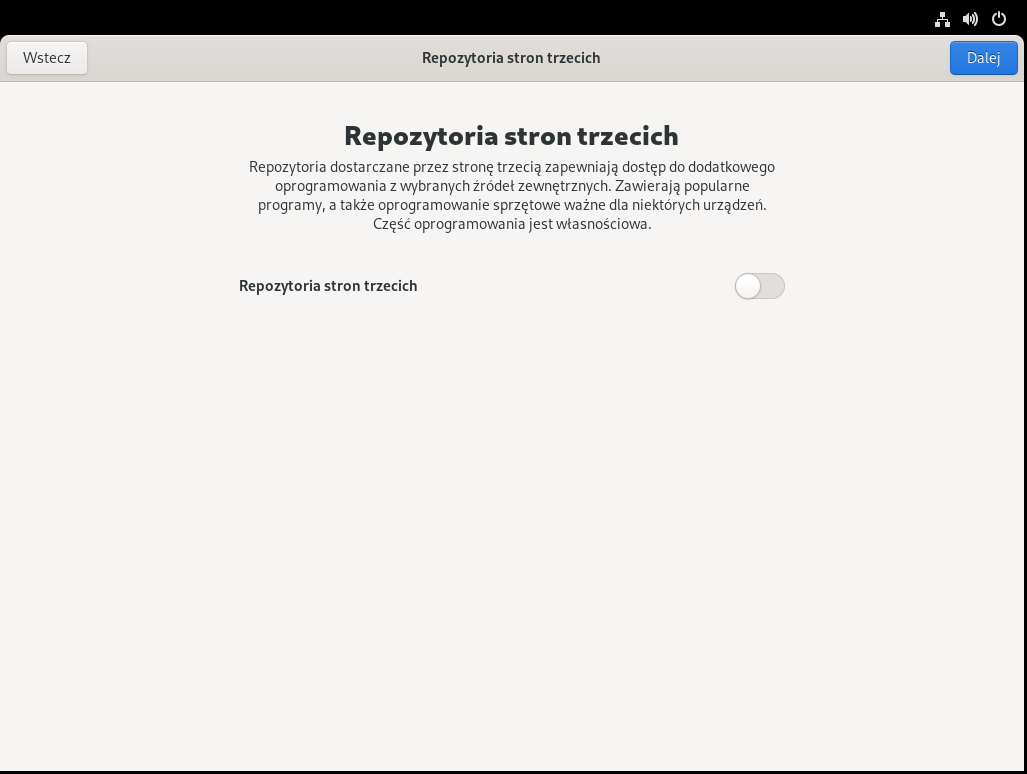 Wstecz
Repozytoria stron trzecich
Dalej
Repozytoria stron trzecich
Repozytoria dostarczane przez stronę trzecią zapewniają dostęp do dodatkowego
oprogramowania z wybranych źródeł zewnętrznych. Zawierają popularne
programy, a także oprogramowanie sprzętowe ważne dla niektórych urządzeń.
Część oprogramowania jest własnościowa.
Repozytoria stron trzecich